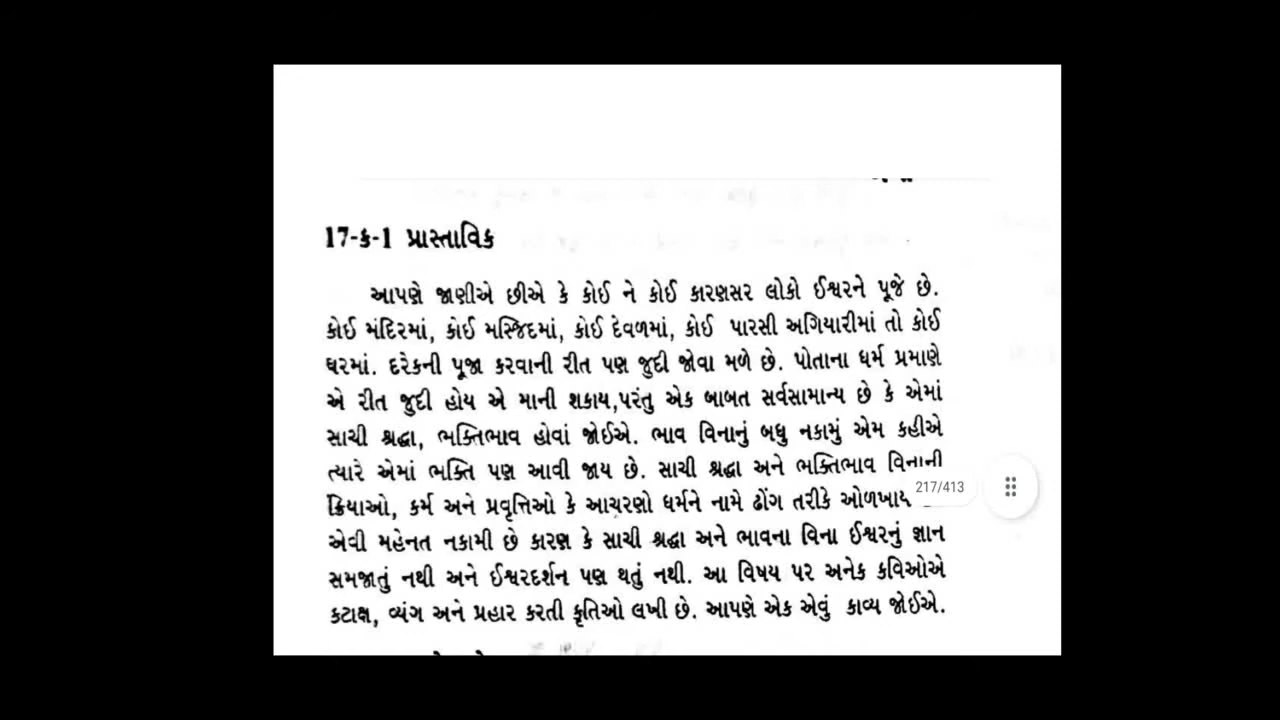 17-ક-1 પ્રાસ્તાવિક
આપણે જાણીએ છીએ કે કોઈ ને કોઈ કારણસર લોકો ઈશ્વરને પૂજે છે.
કોઈ મંદિરમાં, કોઈ મસ્જિદમાં, કોઈ દેવળમાં, કોઈ પારસી અગિયારીમાં તો કોઈ
ઘરમાં. દરેકની પૂજા કરવાની રીત પણ જુદી જોવા મળે છે. પોતાના ધર્મ પ્રમાણે
એ રીત જુદી હોય એ માની શકાય,પરંતુ એક બાબત સર્વસામાન્ય છે કે એમાં
સાચી શ્રદ્ધા, ભક્તિભાવ હોવાં જોઈએ. ભાવ વિનાનું બધુ નકામું એમ કહીએ
ત્યારે એમાં ભક્તિ પણ આવી જાય છે. સાચી શ્રદ્ધા અને ભક્તિભાવ વિનાની
217/413
ક્રિયાઓ, કર્મ અને પ્રવૃત્તિઓ કે આચરણો ધર્મને નામે ઢોંગ તરીકે ઓળખાય
એવી મહેનત નકામી છે કારણ કે સાચી શ્રદ્ધા અને ભાવના વિના ઈશ્વરનું જ્ઞાન
સમજાતું નથી અને ઈશ્વરદર્શન પણ થતું નથી. આ વિષય પર અનેક કવિઓએ
કટાક્ષ, વ્યંગ અને પ્રહાર કરતી કૃતિઓ લખી છે. આપણે એક એવું કાવ્ય જોઈએ.